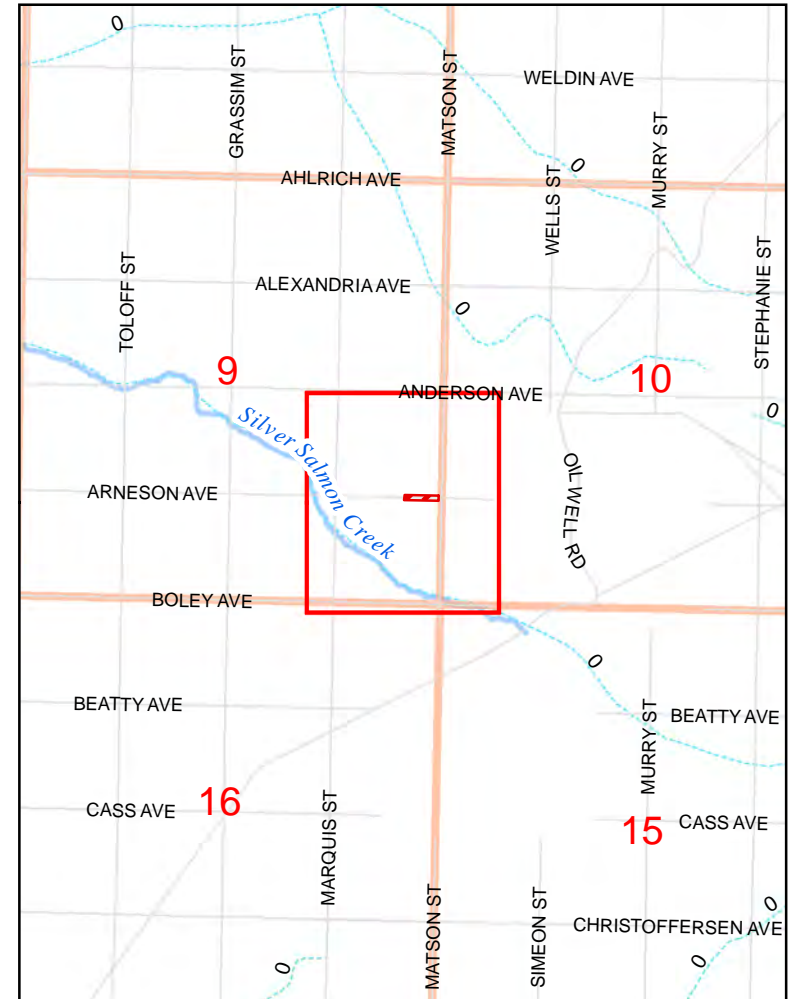 0
GRASSIM ST
MATSON ST
WELDIN AVE
MURRY ST
0
AHLRICH AVE
WELLS ST
TOLOFF ST
STEPHANIE ST
ALEXANDRIA AVE
0
9
10
ANDERSON AVE
0
Silver Salmon Creek
ARNESON AVE
OIL WELL RD
BOLEY AVE
0
BEATTY AVE
MURRY ST
BEATTY AVE
16
CASS AVE
MARQUIS ST
15
CASS AVE
MATSON ST
SIMEON ST
0
CHRISTOFFERSEN AVE
0
0